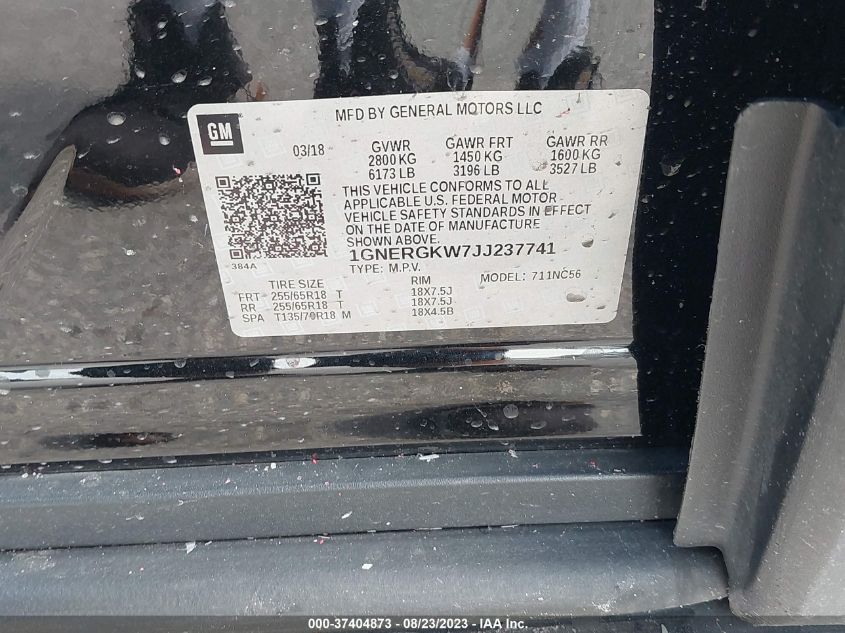 MFD BY GENERAL MOTORS LLC
GM
03/18 GVWR GAWR FRT GAWR RR
2800 KG 1450 KG 1600 KG
6173 LB 3196 LB 3527 LB
THIS VEHICLE CONFORMS TO ALL
APPLICABLE U.S. FEDERAL MOTOR
VEHICLE SAFETY STANDARDS IN EFFECT
ON THE DATE OF MANUFACTURE
SHOWN ABOVE.
384A 1GNERGKW7JJ237741
TYPE: M.P.V. MODEL: 711NC56
TIRE SIZE RIM
FRT 255/65R18 T 18X7.5J
RR 255/65R18 T 18X7.5J
SPA T135/70R18 M 18X4.5B
000-37404873 - 08/23/2023 - IAAI.COM